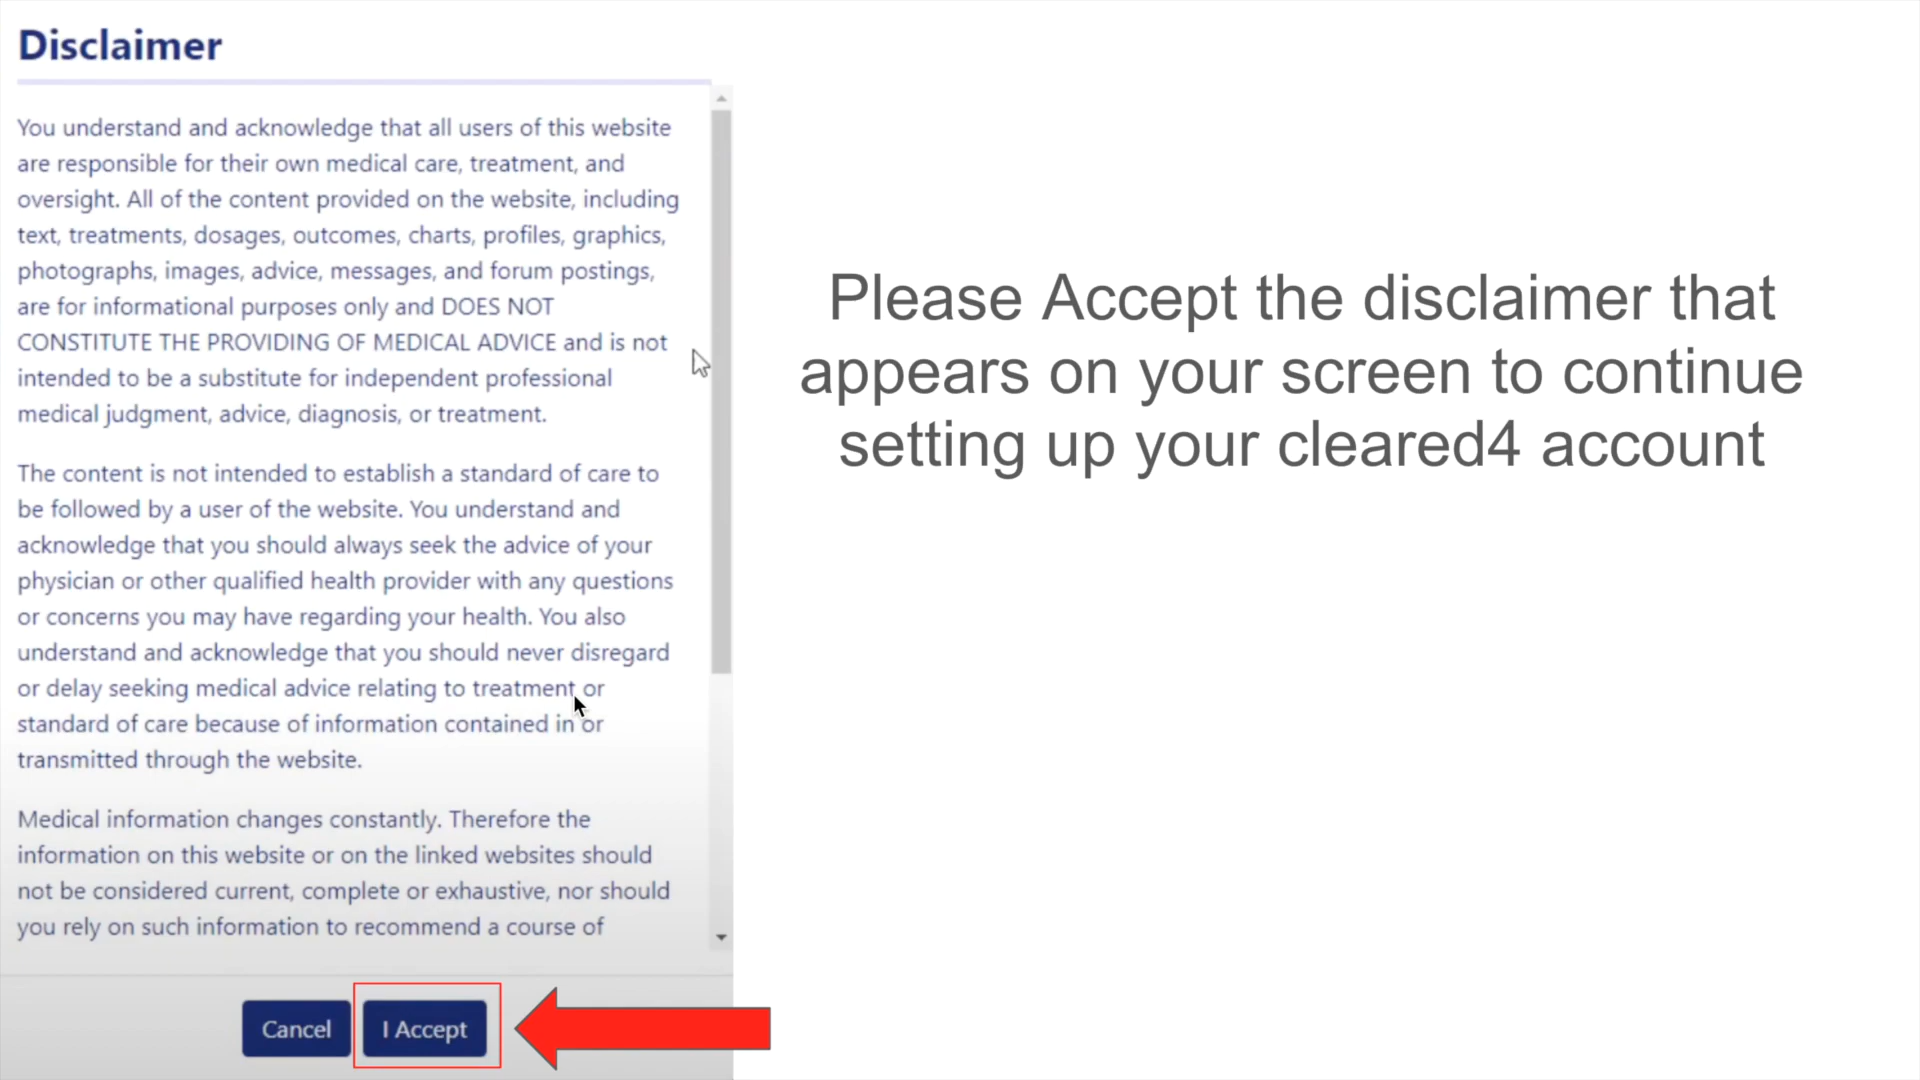 Disclaimer
You understand and acknowledge that all users of this website
are responsible for their own medical care, treatment, and
oversight. All of the content provided on the website, including
text, treatments, dosages, outcomes, charts, profiles, graphics,
photographs, images, advice, messages, and forum postings,
are for informational purposes only and DOES NOT
CONSTITUTE THE PROVIDING OF MEDICAL ADVICE and is not
intended to be a substitute for independent professional
medical judgment, advice, diagnosis, or treatment.
The content is not intended to establish a standard of care to
be followed by a user of the website. You understand and
acknowledge that you should always seek the advice of your
physician or other qualified health provider with any questions
or concerns you may have regarding your health. You also
understand and acknowledge that you should never disregard
or delay seeking medical advice relating to treatment or
standard of care because of information contained in or
transmitted through the website.
Medical information changes constantly. Therefore the
information on this website or on the linked websites should
not be considered current, complete or exhaustive, nor should
you rely on such information to recommend a course of
Cancel
I Accept
Please Accept the disclaimer that
appears on your screen to continue
setting up your cleared4 account